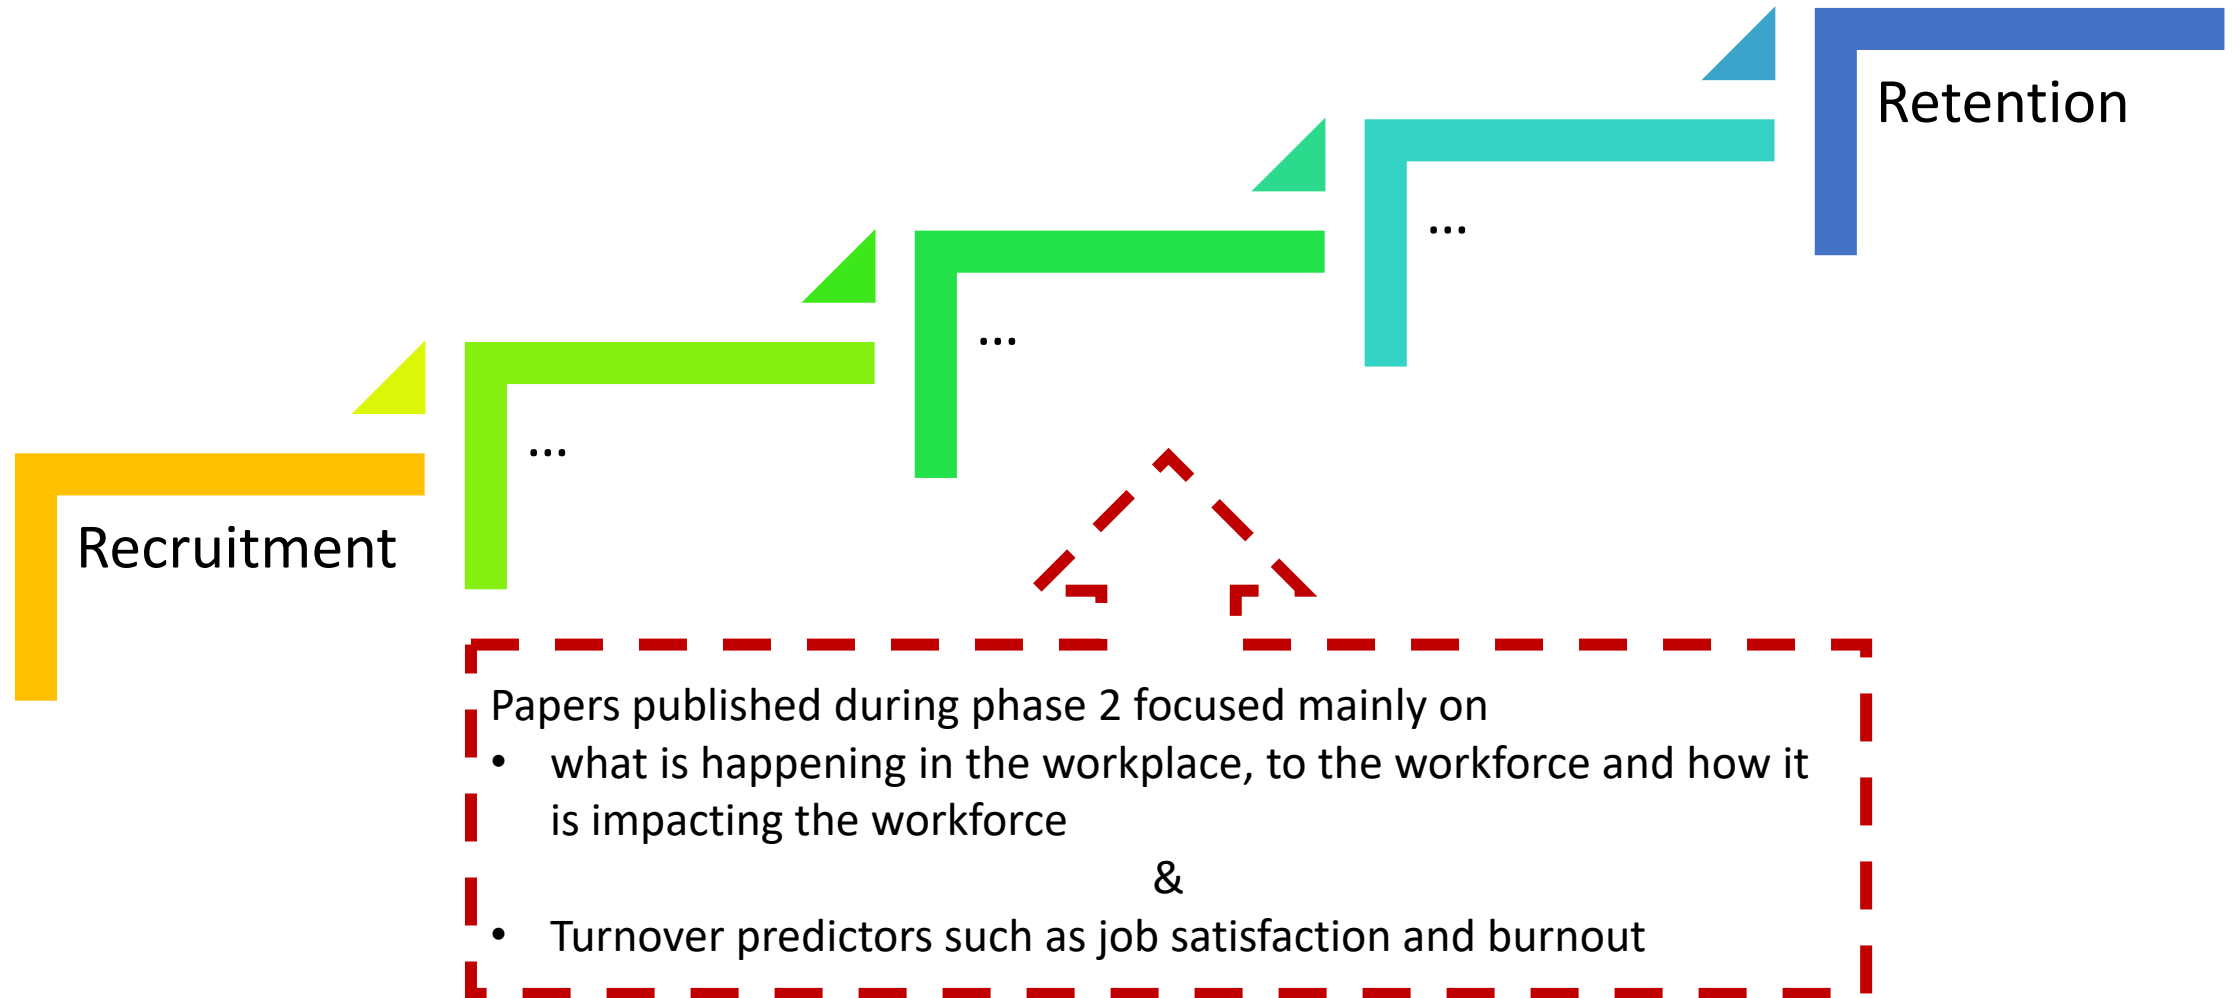 Retention
...
...
...
Recruitment
Papers published during phase 2 focused mainly on
• what is happening in the workplace, to the workforce and how it
is impacting the workforce
&
• Turnover predictors such as job satisfaction and burnout